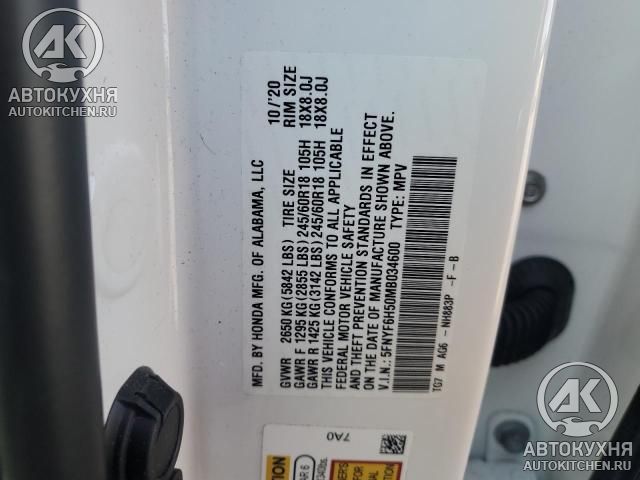 АВТОКУХНЯ
AUTOKITCHEN.RU
MFD. BY HONDA MFG. OF ALABAMA, LLC 10/'20
GVWR 2650 KG(5842 LBS) TIRE SIZE RIM SIZE
GAWR F 1295 KG(2855 LBS)245/60R18 105H 18X8.0J
GAWR R 1425 KG(3142 LBS)245/60R18 105H 18X8.0J
THIS VEHICLE CONFORMS TO ALL APPLICABLE
FEDERAL MOTOR VEHICLE SAFETY
AND THEFT PREVENTION STANDARDS IN EFFECT
ON THE DATE OF MANUFACTURE SHOWN ABOVE.
V.I.N.: 5FNYF6H50MB034600 TYPE: MPV
TG7 M AG6 - NH883P -F -B
7A0
АВТОКУХНЯ
AUTOKITCHEN.RU